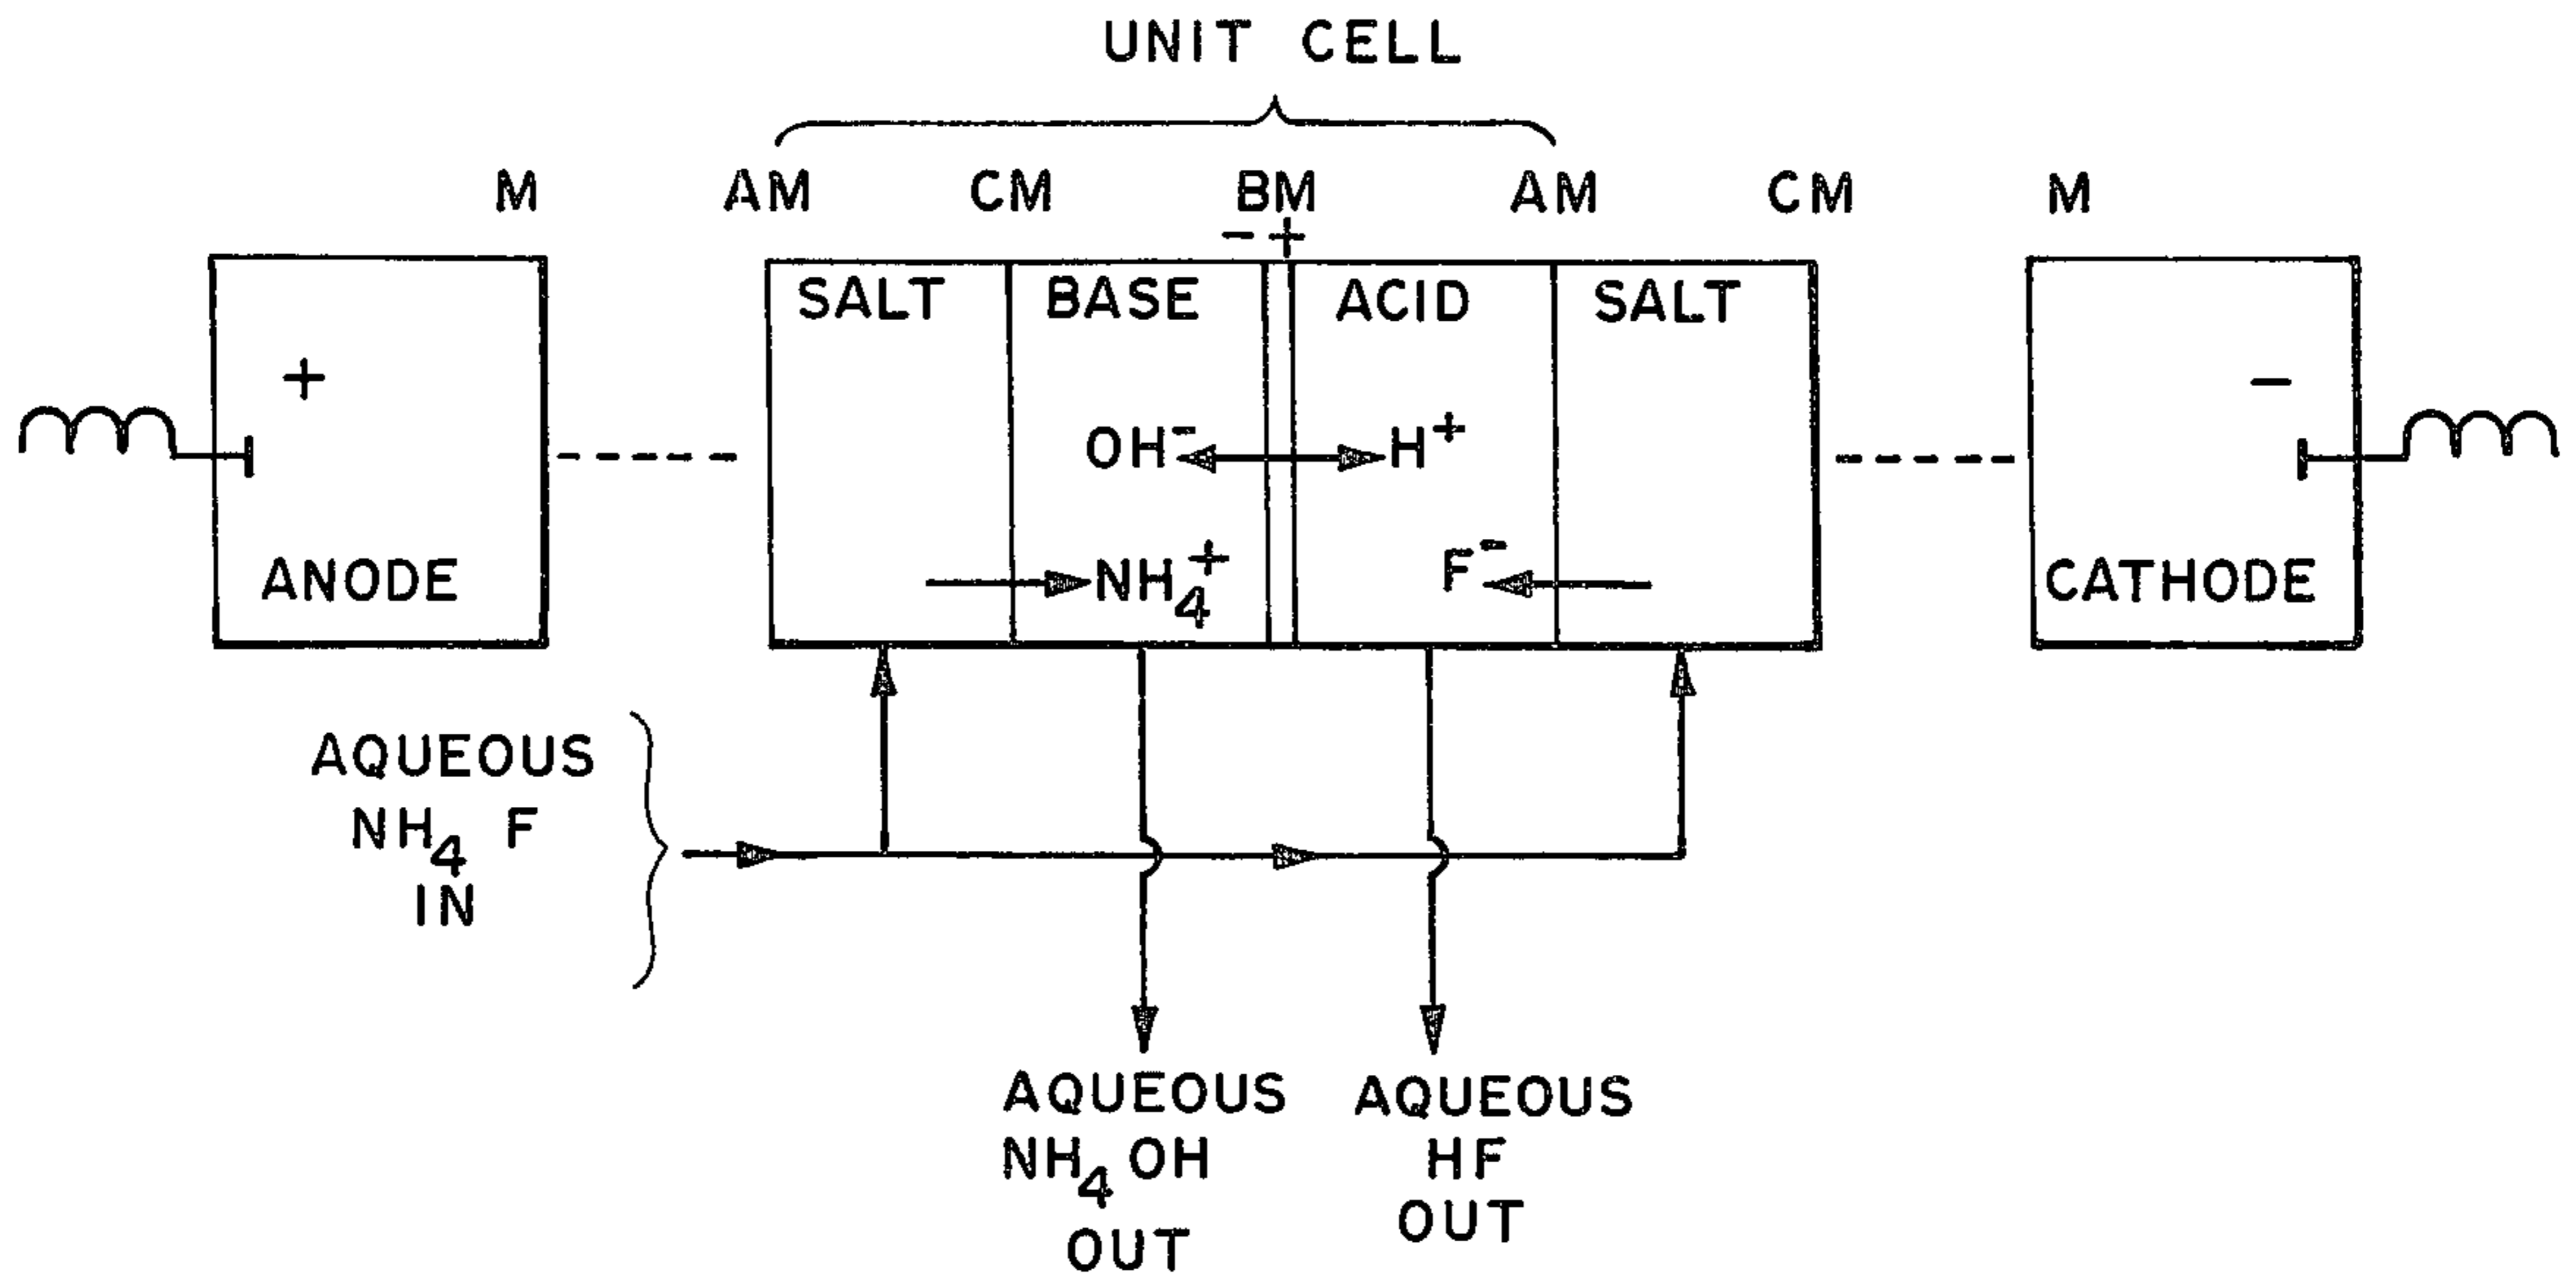 UNIT CELL
M AM CM BM AM CM M
- +
SALT BASE ACID SALT
+ -
OH⁻ H⁺
NH₄⁺ F⁻
ANODE CATHODE
AQUEOUS
NH₄ F
IN
AQUEOUS
NH₄ OH
OUT
AQUEOUS
HF
OUT